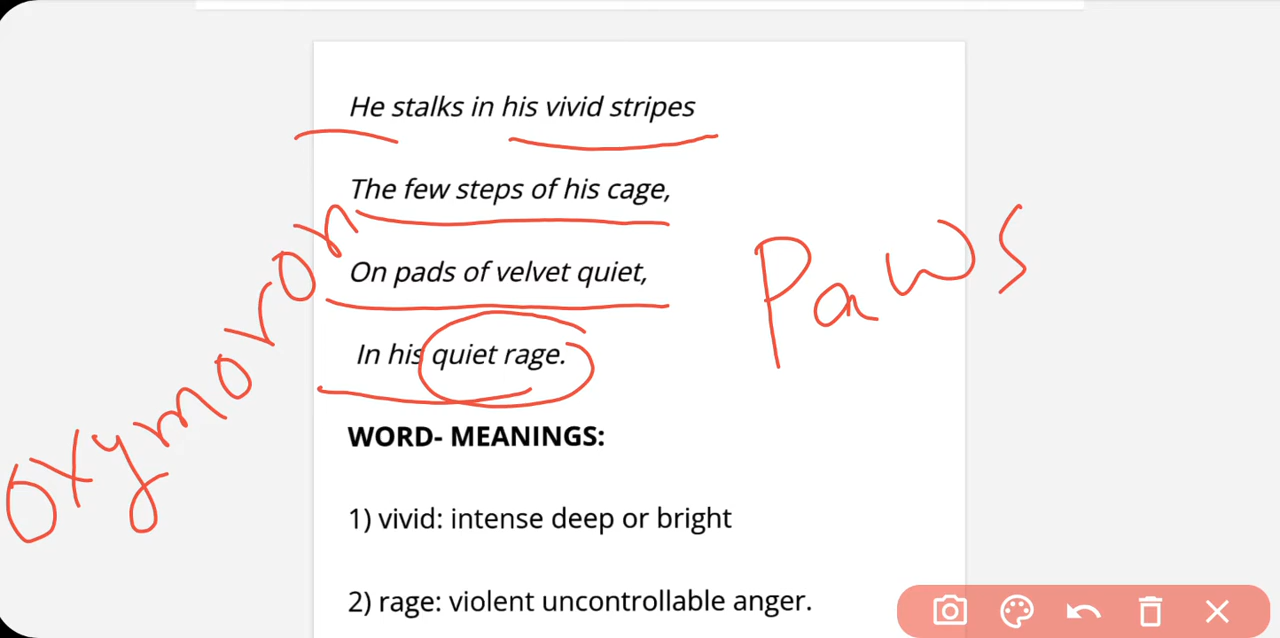 He stalks in his vivid stripes
The few steps of his cage,
On pads of velvet quiet,
In his quiet rage.
WORD- MEANINGS:
1) vivid: intense deep or bright
2) rage: violent uncontrollable anger.
oxymoron
Paws